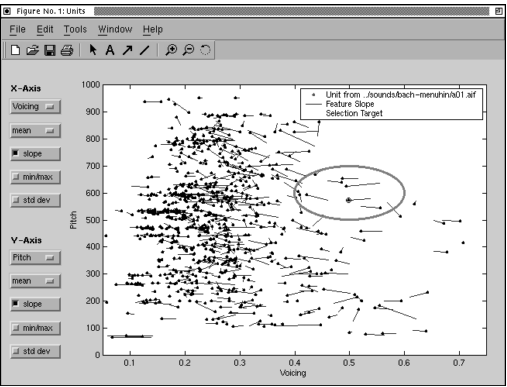 Figure No. 1: Units
File Edit Tools Window Help
X-Axis
Voicing
mean
slope
min/max
std dev
Y-Axis
Pitch
mean
slope
min/max
std dev
Unit from ../sounds/bach-menuhin/a01.aif
Feature Slope
Selection Target
Pitch
1000
900
800
700
600
500
400
300
200
100
0
0.1 0.2 0.3 0.4 0.5 0.6 0.7
Voicing